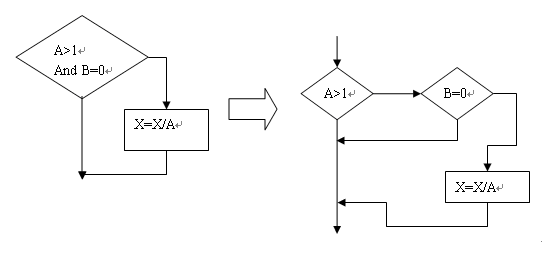 A>1
And B=0
X=X/A
A>1
B=0
X=X/A